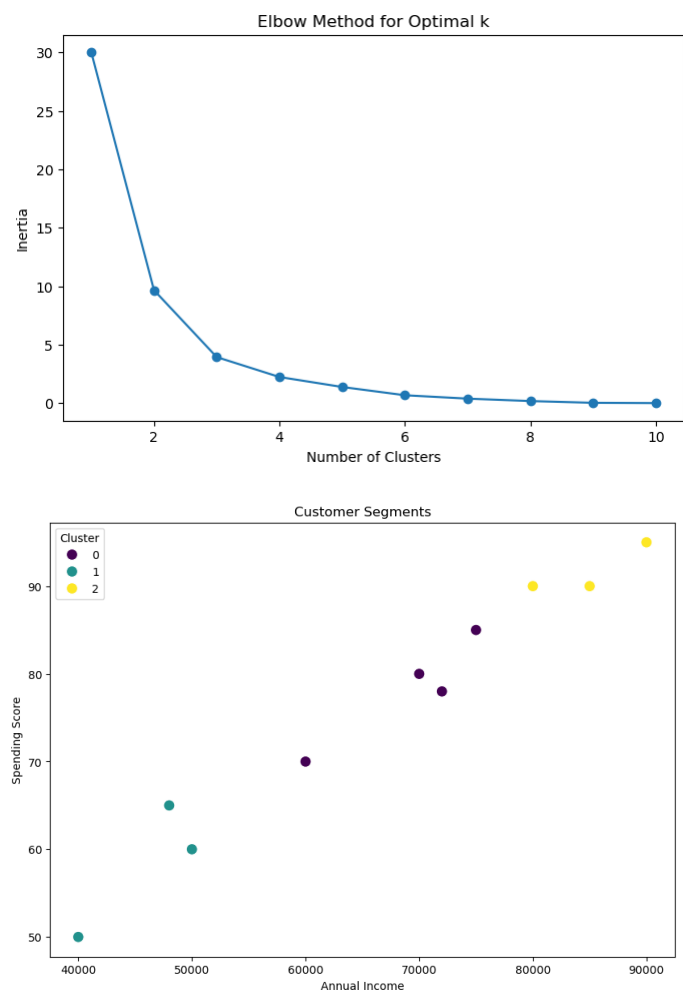 Elbow Method for Optimal k
30
25
20
15
10
5
0
Inertia
2 4 6 8 10
Number of Clusters
Customer Segments
Cluster
0
1
2
90
80
70
60
50
Spending Score
40000 50000 60000 70000 80000 90000
Annual Income